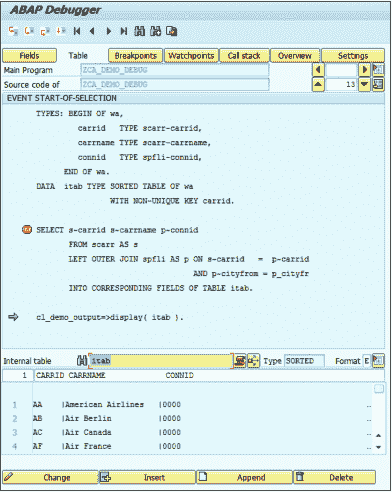 ABAP Debugger
Fields Table Breakpoints Watchpoints Call stack Overview Settings
Main Program ZCA_DEMO_DEBUG
Source code of ZCA_DEMO_DEBUG 13
EVENT START-OF-SELECTION
TYPES: BEGIN OF wa,
carrid TYPE scarr-carrid,
carrname TYPE scarr-carrname,
connid TYPE spfli-connid,
END OF wa.
DATA itab TYPE SORTED TABLE OF wa
WITH NON-UNIQUE KEY carrid.
SELECT s-carrid s-carrname p-connid
FROM scarr AS s
LEFT OUTER JOIN spfli AS p ON s-carrid = p-carrid
AND p-cityfrom = p_cityfr
INTO CORRESPONDING FIELDS OF TABLE itab.
cl_demo_output=>display( itab ).
Internal table itab Type SORTED Format E
1 CARRID CARRNAME CONNID
1 AA |American Airlines |0000
2 AB |Air Berlin |0000
3 AC |Air Canada |0000
4 AF |Air France |0000
Change Insert Append Delete